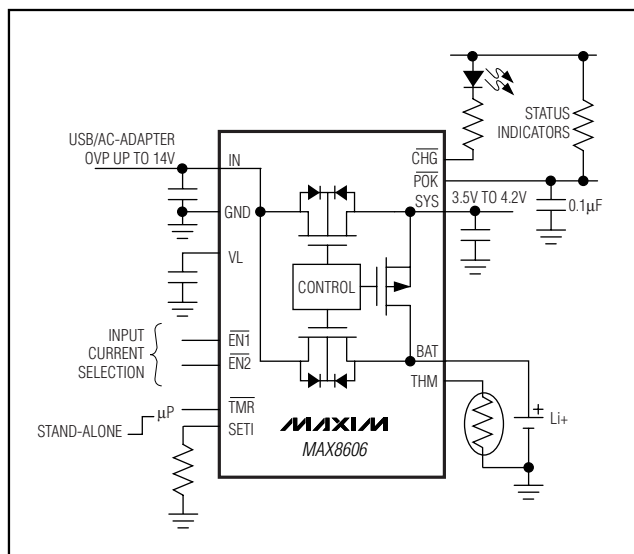 USB/AC-ADAPTER
OVP UP TO 14V
IN
GND
VL
INPUT
CURRENT
SELECTION
EN1
EN2
STAND-ALONE
μP
TMR
SETI
CONTROL
MAXIM
MAX8606
STATUS
INDICATORS
CHG
POK
SYS
3.5V TO 4.2V
0.1μF
BAT
THM
+
Li+